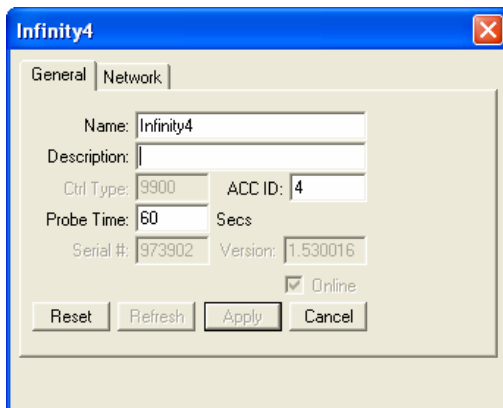 Infinity4
General Network
Name: Infinity4
Description:
Ctrl Type: 9900 ACC ID: 4
Probe Time: 60 Secs
Serial #: 973902 Version: 1.530016
Online
Reset Refresh Apply Cancel